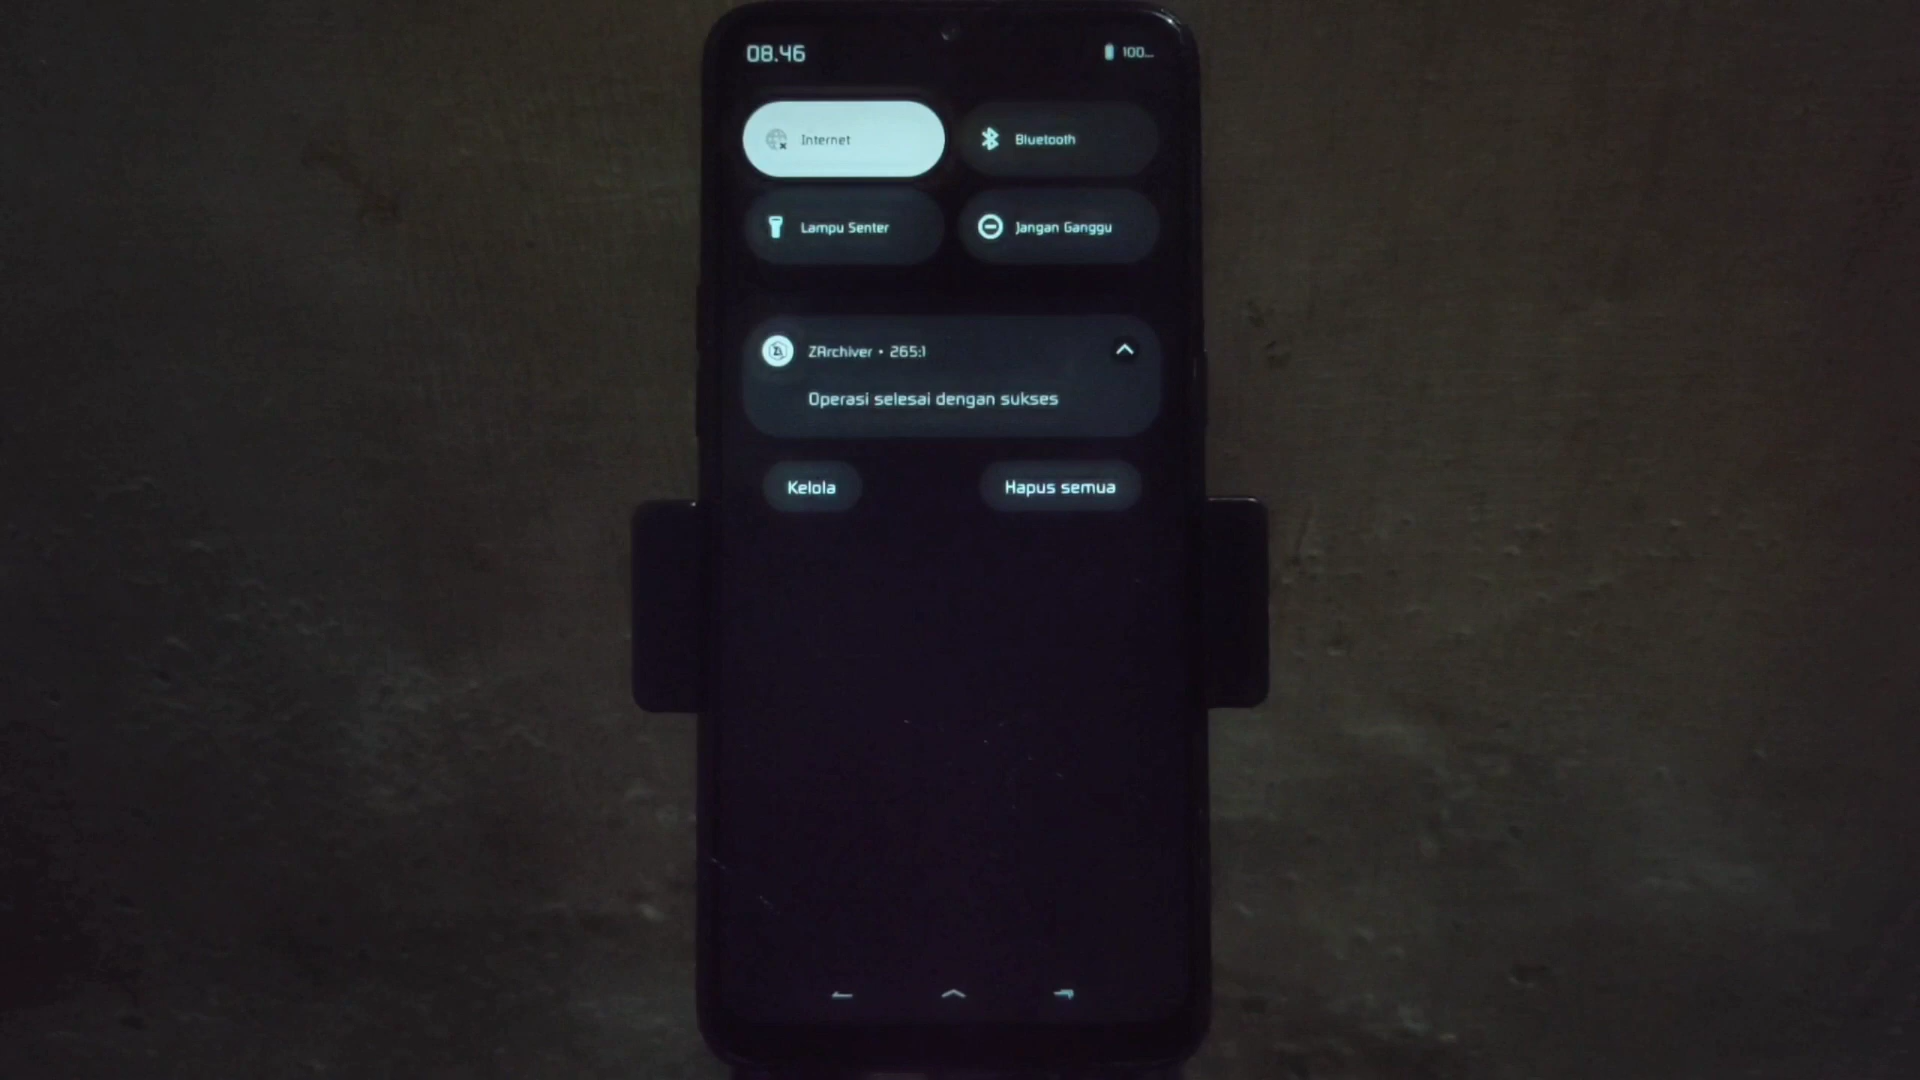 08.46
100...
Internet
Bluetooth
Lampu Senter
Jangan Ganggu
ZArchiver • 265:1
Operasi selesai dengan sukses
Kelola
Hapus semua